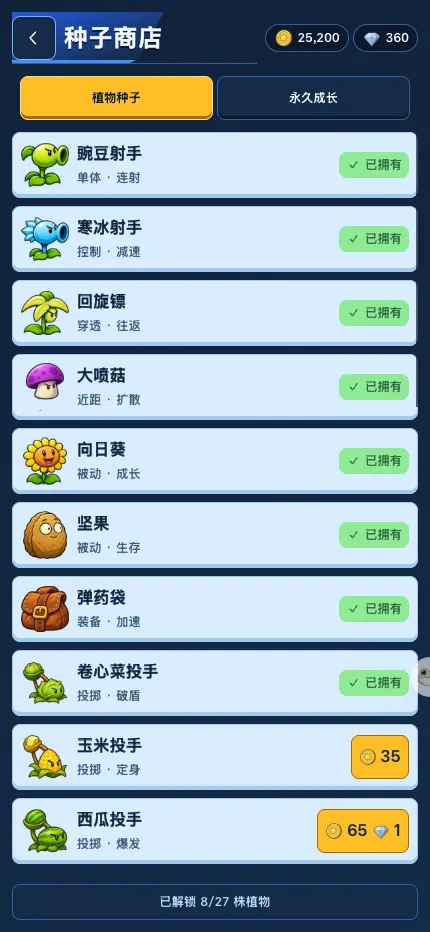 种子商店
25,200
360
植物种子
永久成长
豌豆射手
单体 · 连射
✓ 已拥有
寒冰射手
控制 · 减速
✓ 已拥有
回旋镖
穿透 · 往返
✓ 已拥有
大喷菇
近距 · 扩散
✓ 已拥有
向日葵
被动 · 成长
✓ 已拥有
坚果
被动 · 生存
✓ 已拥有
弹药袋
装备 · 加速
✓ 已拥有
卷心菜投手
投掷 · 破盾
✓ 已拥有
玉米投手
投掷 · 定身
35
西瓜投手
投掷 · 爆发
65 1
已解锁 8/27 株植物